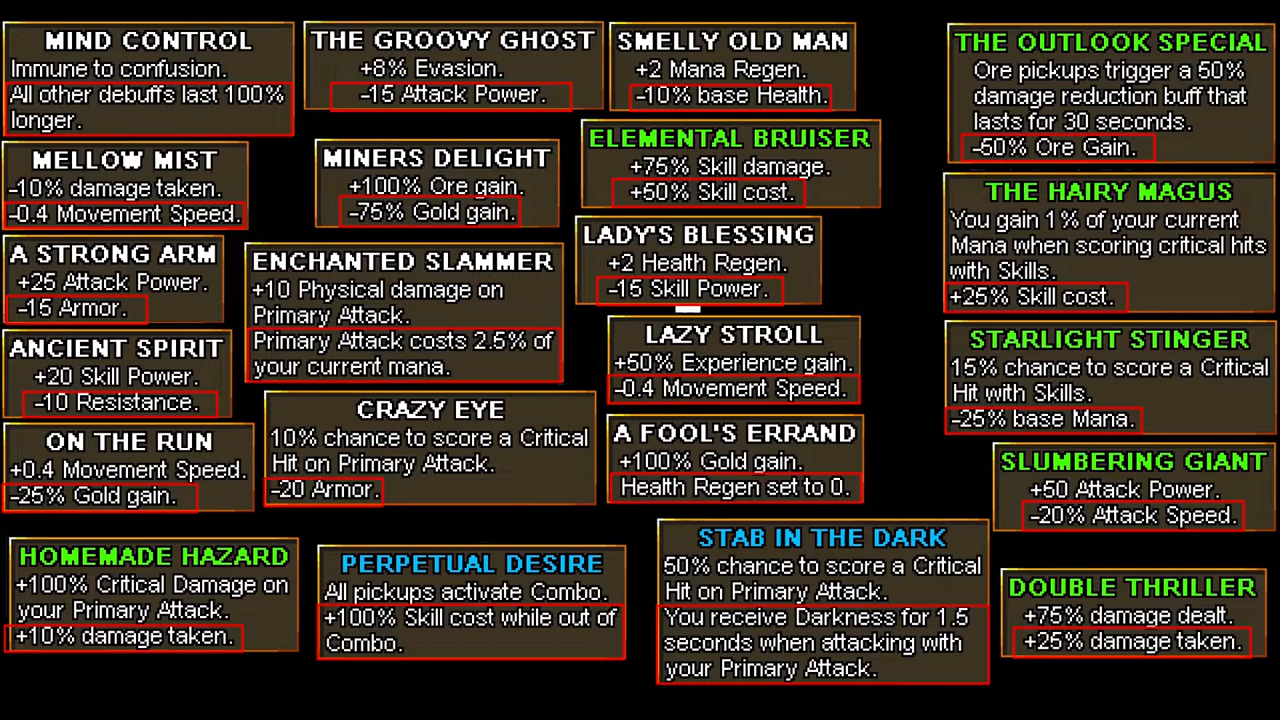 MIND CONTROL
Immune to confusion.
All other debuffs last 100%
longer.
THE GROOVY GHOST
+8% Evasion.
-15 Attack Power.
SMELLY OLD MAN
+2 Mana Regen.
-10% base Health.
THE OUTLOOK SPECIAL
Ore pickups trigger a 50%
damage reduction buff that
lasts for 30 seconds.
-50% Ore Gain.
MELLOW MIST
-10% damage taken.
-0.4 Movement Speed.
MINERS DELIGHT
+100% Ore gain.
-75% Gold gain.
ELEMENTAL BRUISER
+75% Skill damage.
+50% Skill cost.
THE HAIRY MAGUS
You gain 1% of your current
Mana when scoring critical hits
with Skills.
+25% Skill cost.
A STRONG ARM
+25 Attack Power.
-15 Armor.
ENCHANTED SLAMMER
+10 Physical damage on
Primary Attack.
Primary Attack costs 2.5% of
your current mana.
LADY'S BLESSING
+2 Health Regen.
-15 Skill Power.
ANCIENT SPIRIT
+20 Skill Power.
-10 Resistance.
LAZY STROLL
+50% Experience gain.
-0.4 Movement Speed.
STARLIGHT STINGER
15% chance to score a Critical
Hit with Skills.
-25% base Mana.
ON THE RUN
+0.4 Movement Speed.
-25% Gold gain.
CRAZY EYE
10% chance to score a Critical
Hit on Primary Attack.
-20 Armor.
A FOOL'S ERRAND
+100% Gold gain.
Health Regen set to 0.
SLUMBERING GIANT
+50 Attack Power.
-20% Attack Speed.
HOMEMADE HAZARD
+100% Critical Damage on
your Primary Attack.
+10% damage taken.
PERPETUAL DESIRE
All pickups activate Combo.
+100% Skill cost while out of
Combo.
STAB IN THE DARK
50% chance to score a Critical
Hit on Primary Attack.
You receive Darkness for 1.5
seconds when attacking with
your Primary Attack.
DOUBLE THRILLER
+75% damage dealt.
+25% damage taken.